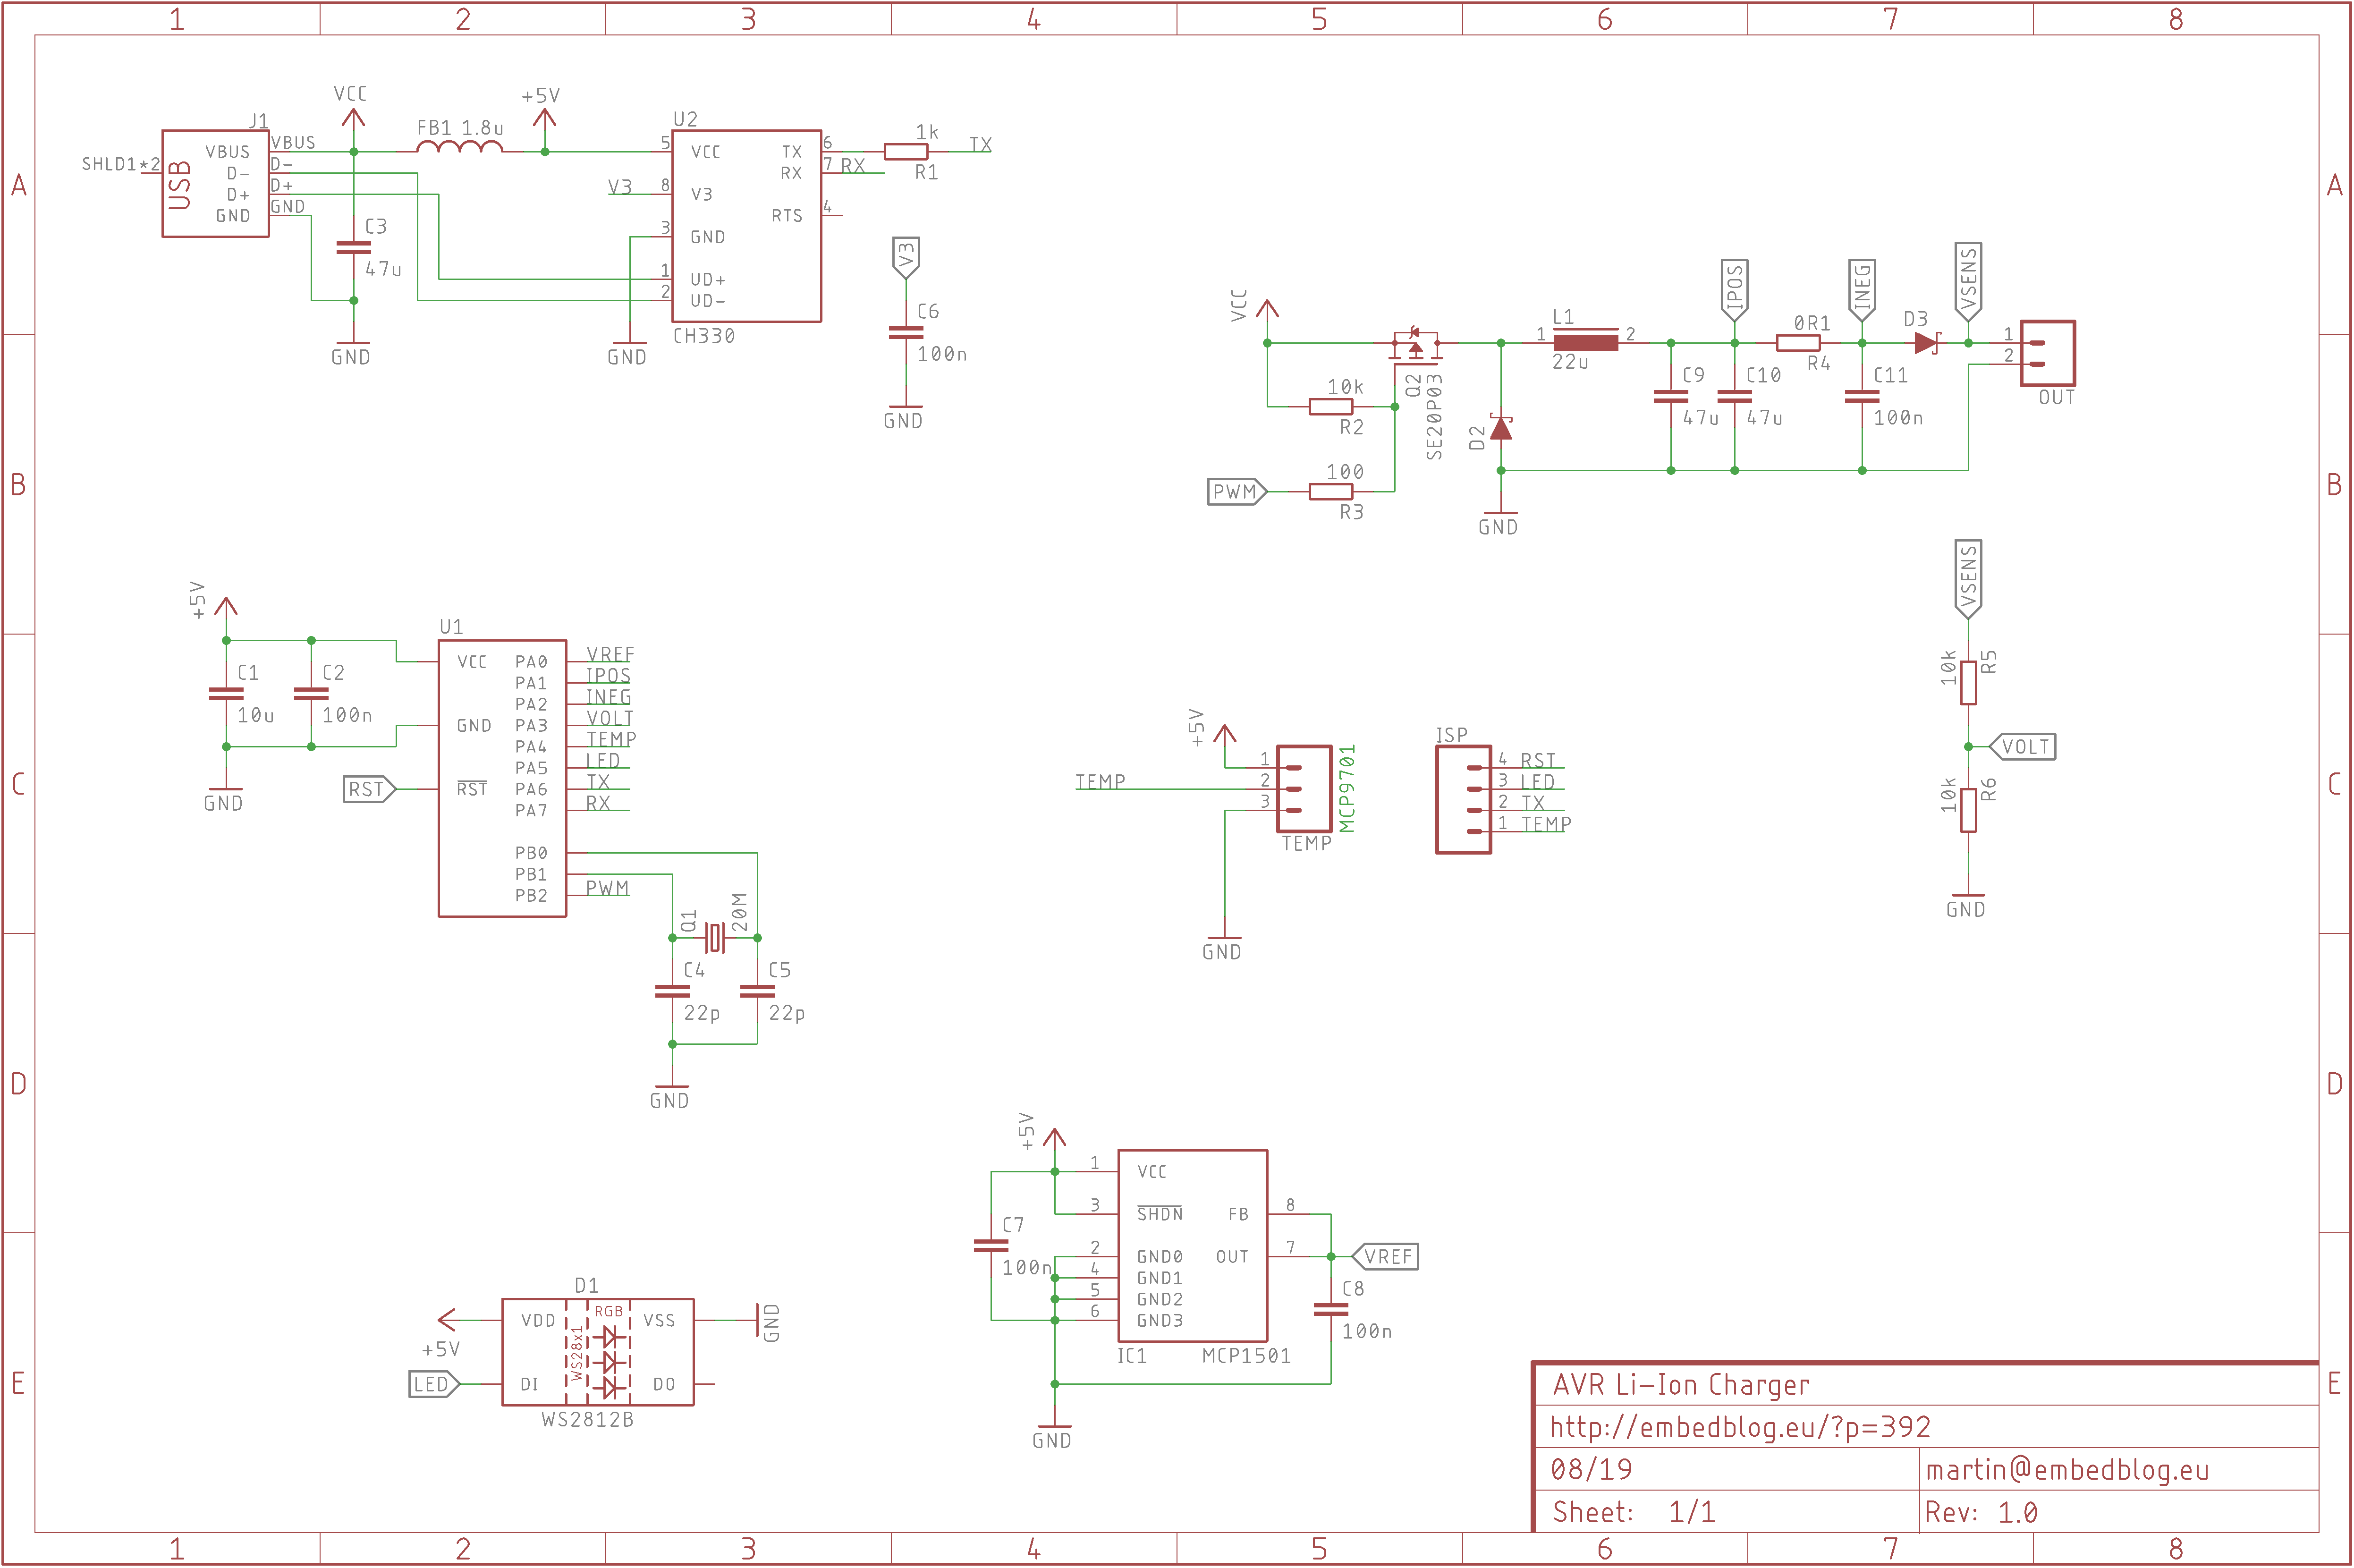 1 2 3 4 5 6 7 8
A
A
B
B
C
C
D
D
E
E
J1
SHLD1*2
USB
VBUS
D-
D+
GND
VBUS
D-
D+
GND
VCC
FB1 1.8u
+5V
C3
47u
GND
U2
5 VCC
8 V3
V3
3 GND
1 UD+
2 UD-
TX 6
RX 7
RTS 4
CH330
GND
1k
R1
TX
RX
V3
C6
100n
GND
VCC
10k
R2
PWM
100
R3
Q2
SE20P03
D2
GND
L1
1 2
22u
C9
47u
IPOS
C10
47u
0R1
R4
INEG
C11
100n
D3
VSENS
1
2
OUT
+5V
C1
10u
C2
100n
GND
RST
U1
VCC
GND
RST
PA0 VREF
PA1 IPOS
PA2 INEG
PA3 VOLT
PA4 TEMP
PA5 LED
PA6 TX
PA7 RX
PB0
PB1
PB2 PWM
Q1
20M
C4
22p
C5
22p
GND
+5V
TEMP
1
2
3
MCP9701
TEMP
GND
ISP
4 RST
3 LED
2 TX
1 TEMP
VSENS
10k
R5
VOLT
10k
R6
GND
+5V
C7
100n
1 VCC
3 SHDN
2 GND0
4 GND1
5 GND2
6 GND3
FB 8
OUT 7
IC1 MCP1501
VREF
C8
100n
GND
D1
VDD
DI
WS28x1
RGB
VSS
DO
WS2812B
+5V
LED
GND
AVR Li-Ion Charger
http://embedblog.eu/?p=392
08/19 martin@embedblog.eu
Sheet: 1/1 Rev: 1.0
1 2 3 4 5 6 7 8